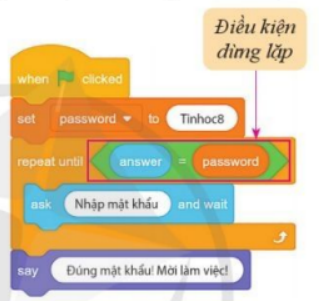 Điều kiện
dừng lặp
when clicked
set password to Tinhoc8
repeat until answer = password
ask Nhập mật khẩu and wait
say Đúng mật khẩu! Mời làm việc!